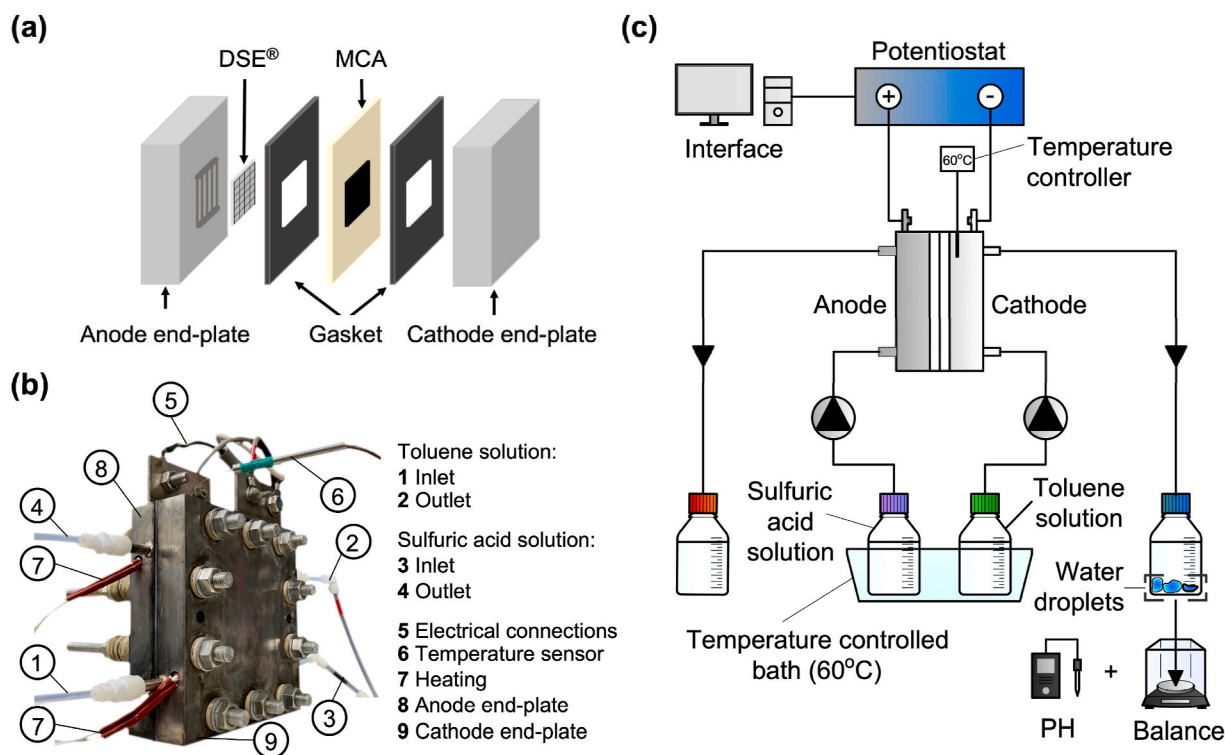 (a)
DSE®
MCA
Anode end-plate
Gasket
Cathode end-plate
(b)
5
8
4
7
1
7
6
2
3
9
Toluene solution:
1 Inlet
2 Outlet
Sulfuric acid solution:
3 Inlet
4 Outlet
5 Electrical connections
6 Temperature sensor
7 Heating
8 Anode end-plate
9 Cathode end-plate
(c)
Potentiostat
+
-
Interface
60°C
Temperature
controller
Anode
Cathode
Sulfuric
acid
solution
Toluene
solution
Water
droplets
Temperature controlled
bath (60°C)
PH
+
Balance